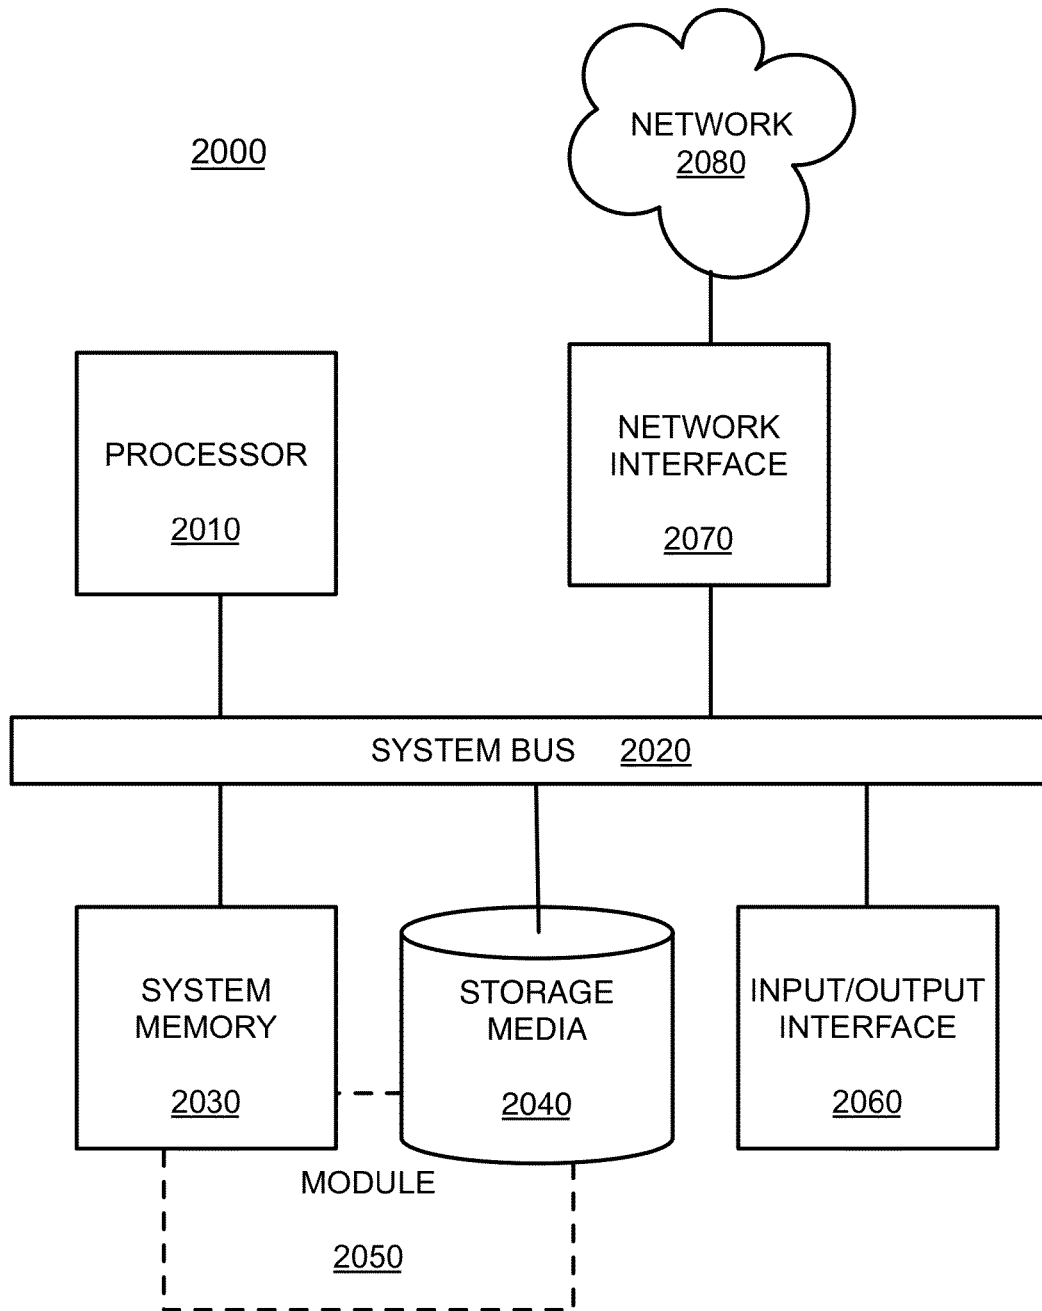 2000
NETWORK
2080
PROCESSOR
2010
NETWORK
INTERFACE
2070
SYSTEM BUS 2020
SYSTEM
MEMORY
2030
STORAGE
MEDIA
2040
INPUT/OUTPUT
INTERFACE
2060
MODULE
2050